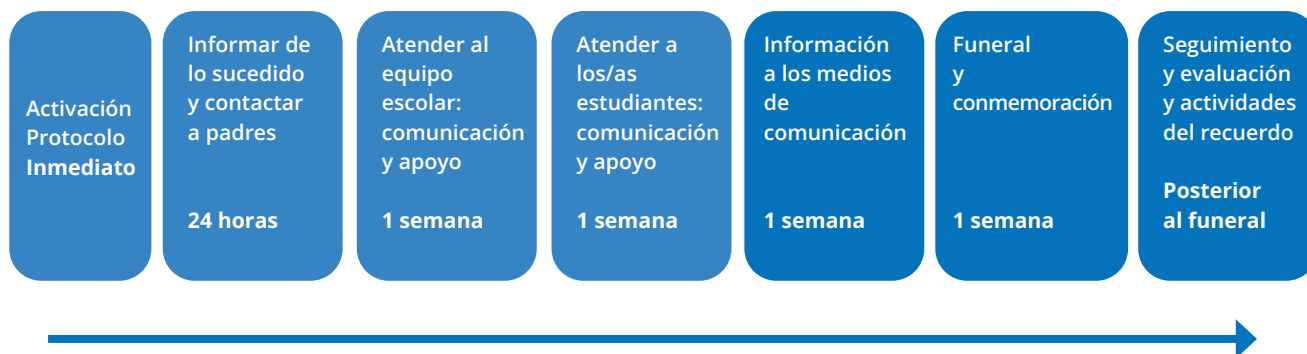 Activación
Protocolo
Inmediato
Informar de
lo sucedido
y contactar
a padres
24 horas
Atender al
equipo
escolar:
comunicación
y apoyo
1 semana
Atender a
los/as
estudiantes:
comunicación
y apoyo
1 semana
Información
a los medios
de
comunicación
1 semana
Funeral
y
conmemoración
1 semana
Seguimiento
y evaluación
y actividades
del recuerdo
Posterior
al funeral